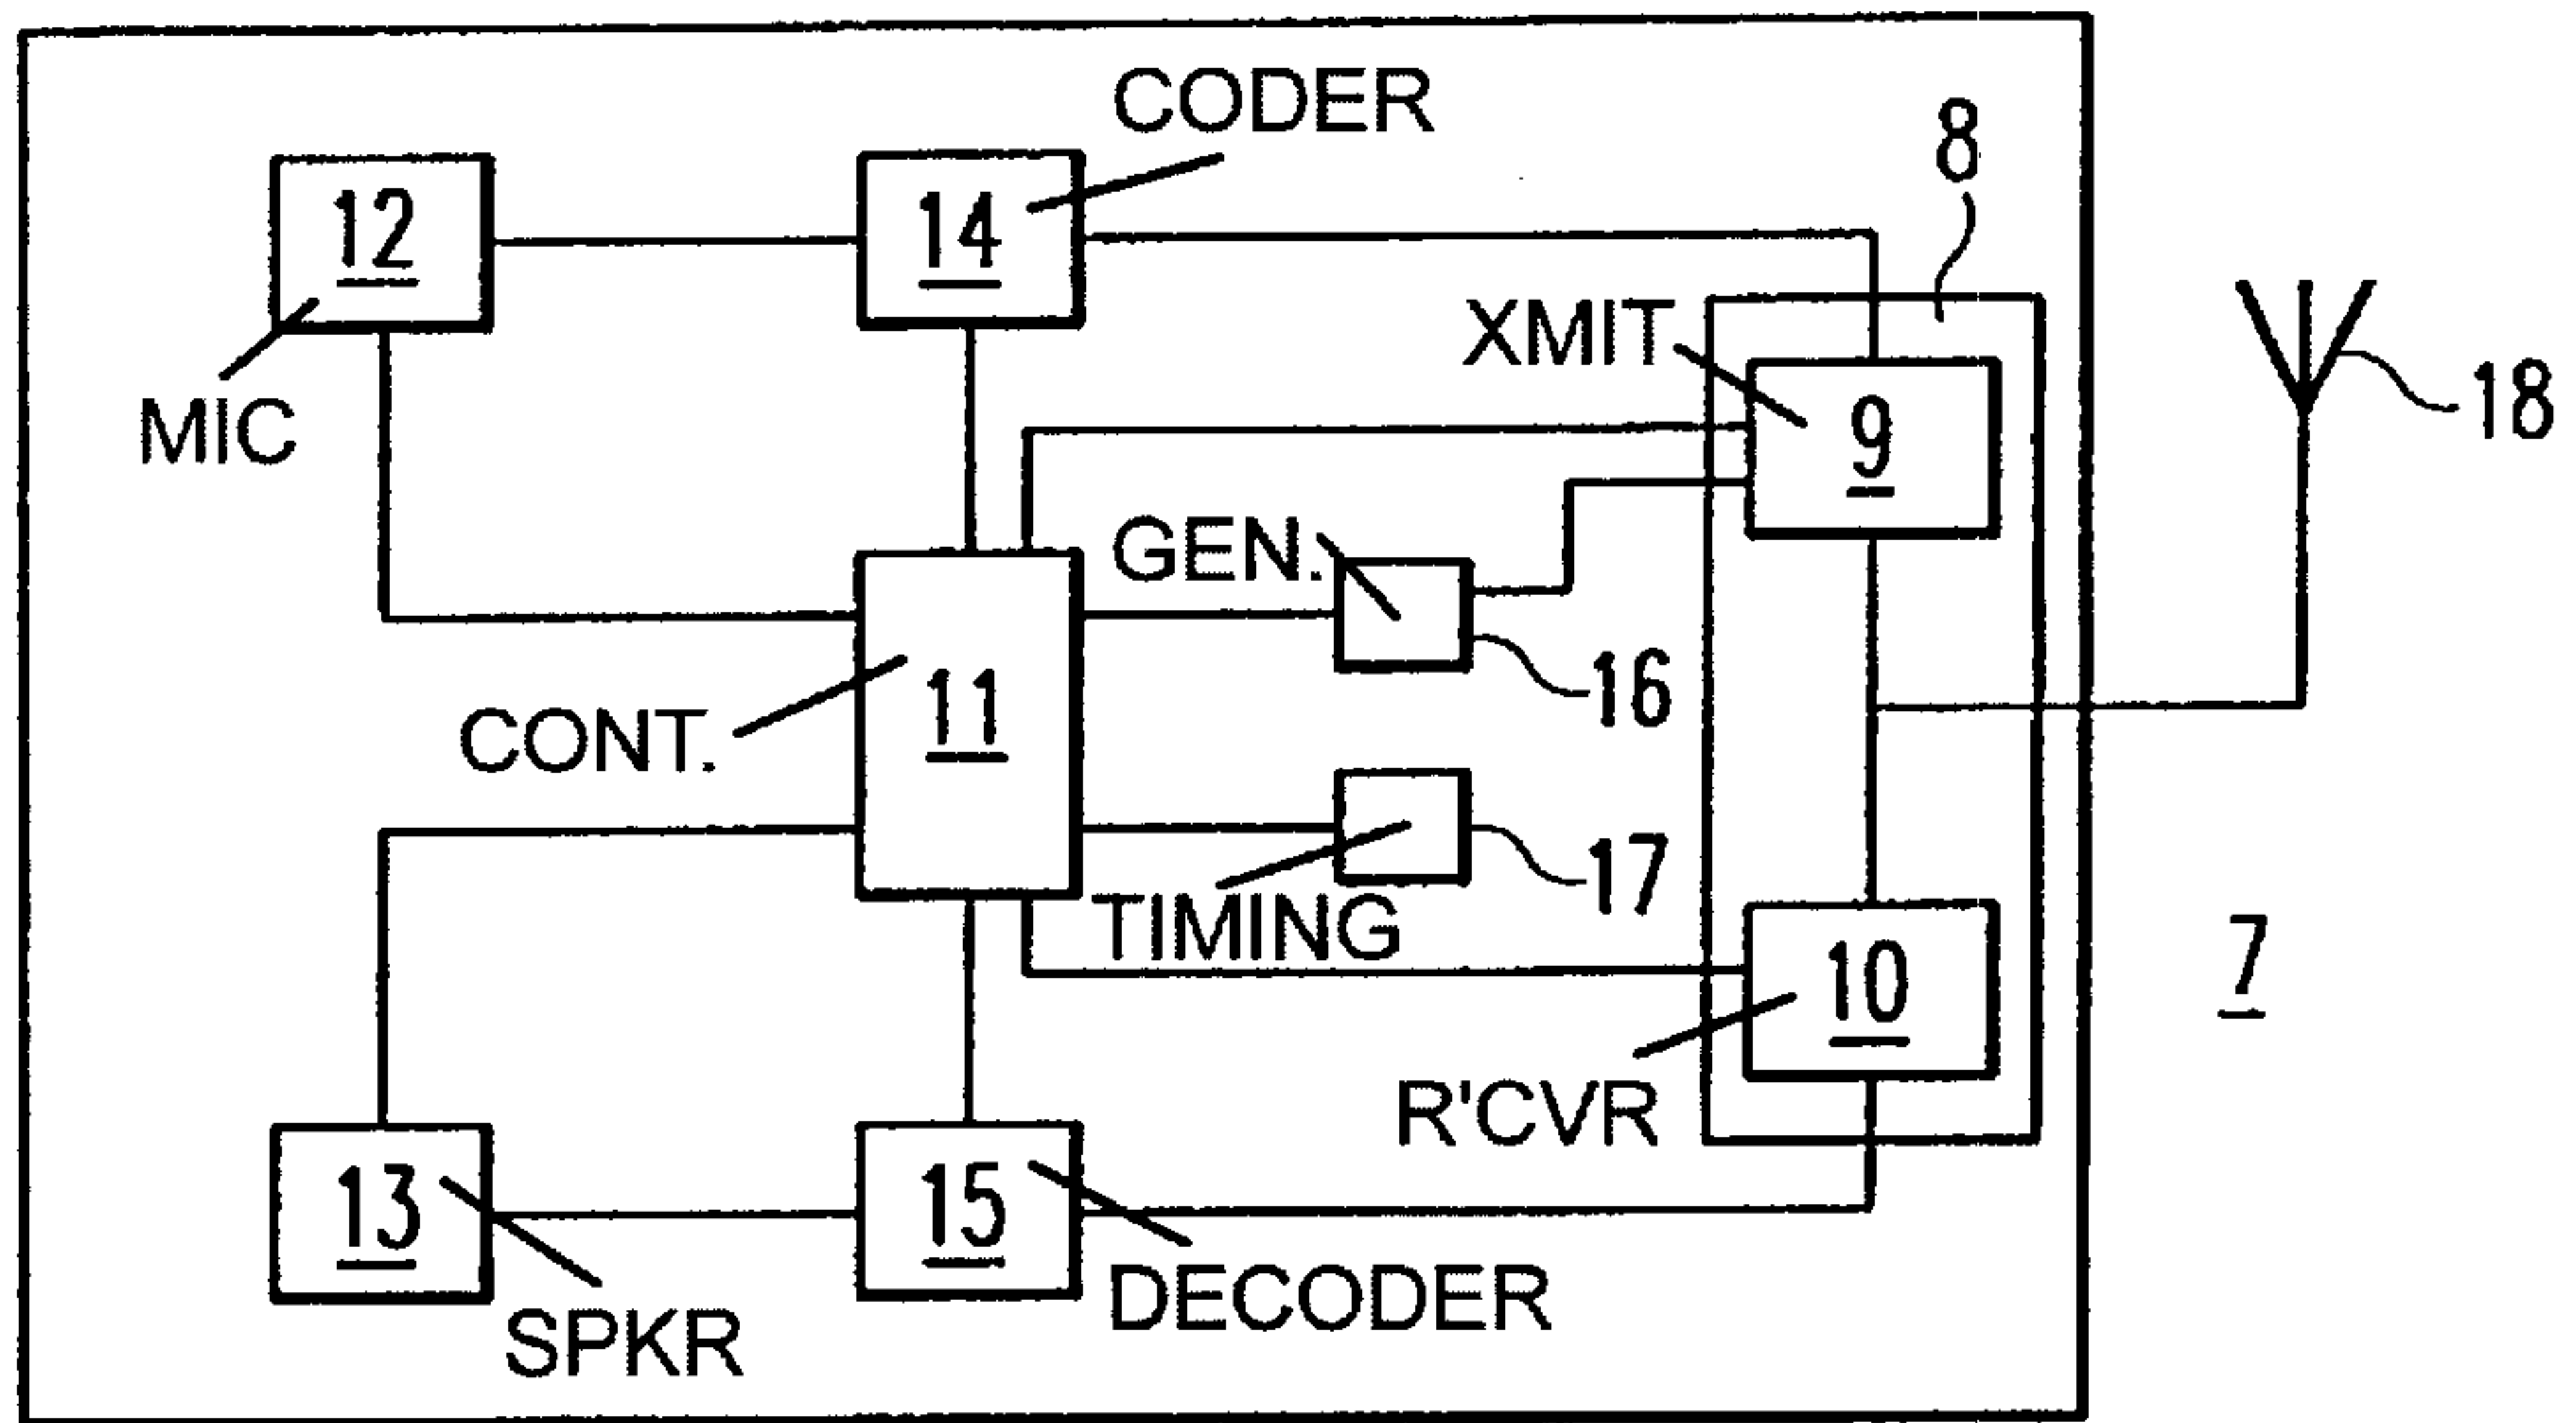 CODER
8
12
14
XMIT
MIC
9
18
GEN.
16
CONT.
11
17
TIMING
7
10
R'CVR
13
15
SPKR
DECODER